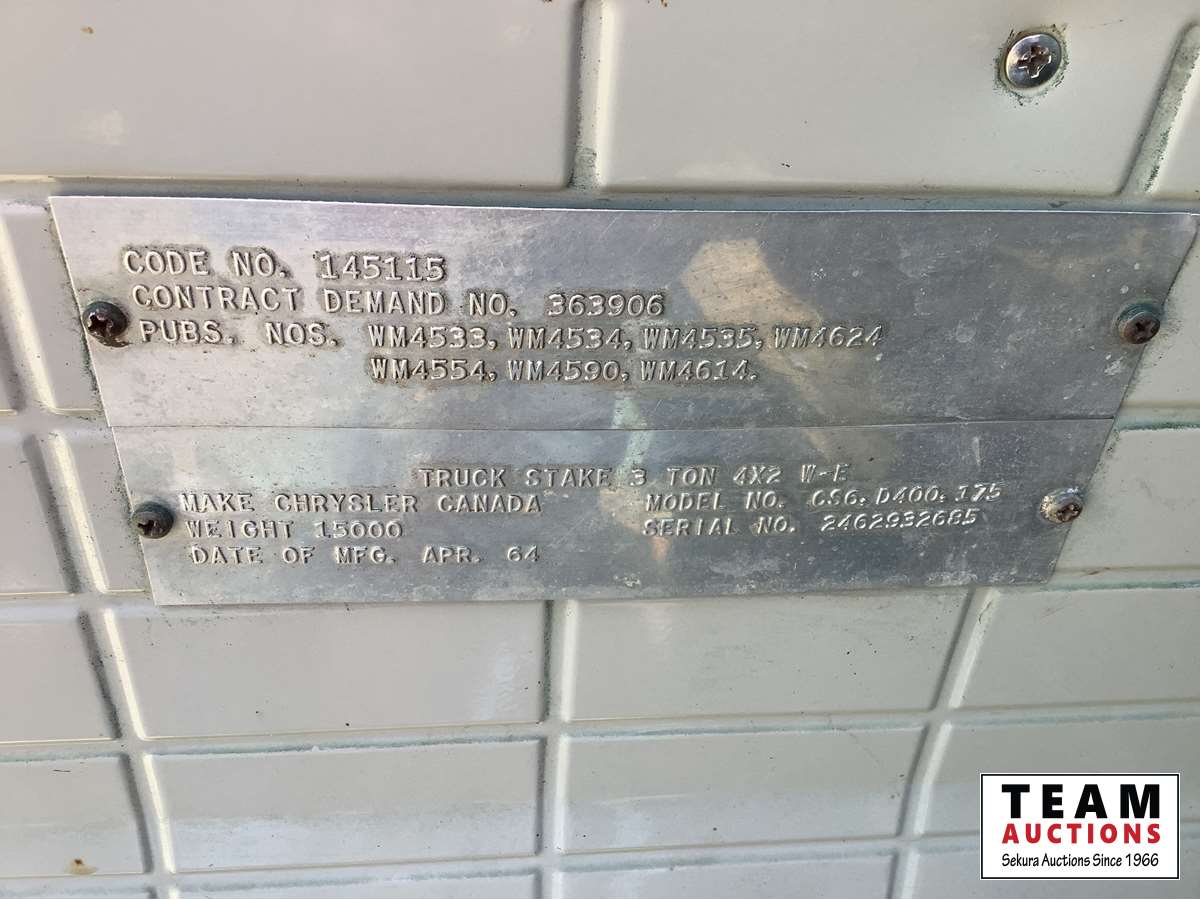 CODE NO. 145115
CONTRACT DEMAND NO. 363906
PUBS. NOS. WM4533, WM4534, WM4535, WM4624
WM4554, WM4590, WM4614.
TRUCK STAKE 3 TON 4X2 W-E
MAKE CHRYSLER CANADA MODEL NO. CS6. D400. 175
WEIGHT 15000 SERIAL NO. 2462932685
DATE OF MFG. APR. 64
TEAM
AUCTIONS
Sekura Auctions Since 1966